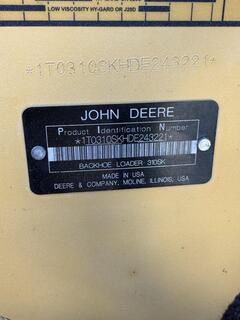 LOW VISCOSITY HY-GARD OR J20D
*1T0310SKHDE243221*
JOHN DEERE
Product Identification Number
*1T0310SKHDE243221*
BACKHOE LOADER 310SK
MADE IN USA
DEERE & COMPANY, MOLINE, ILLINOIS, USA